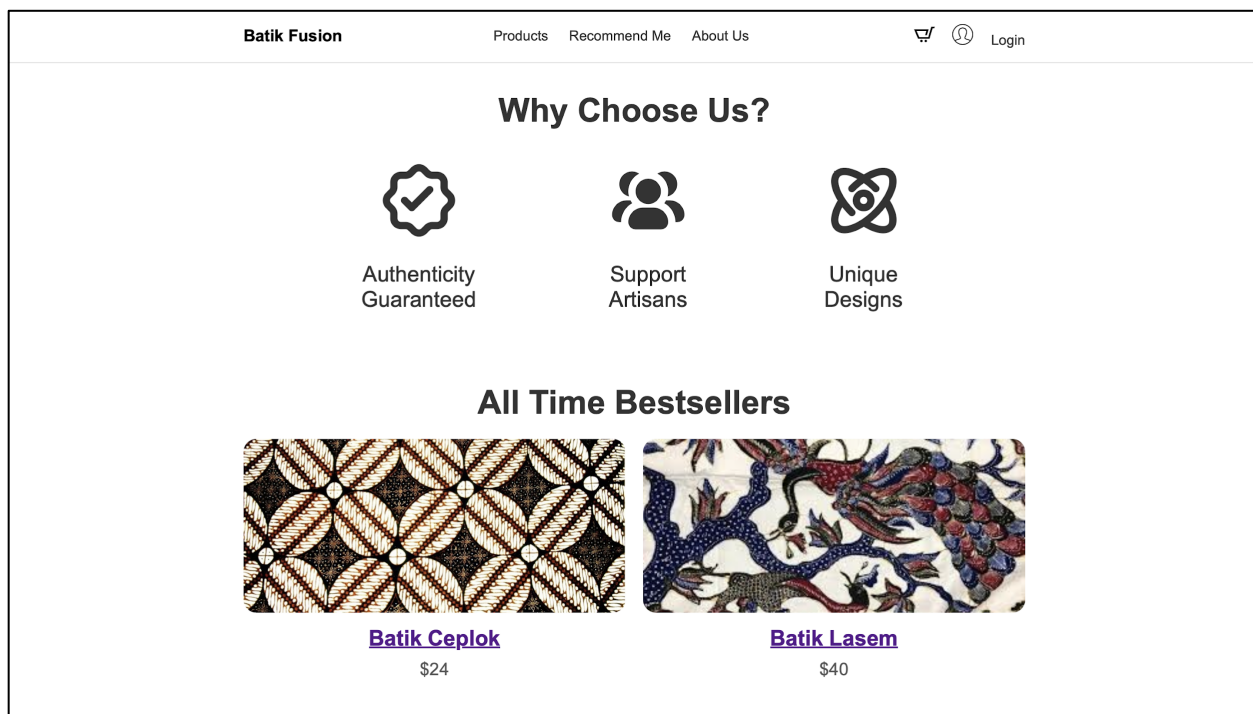 Batik Fusion
Products Recommend Me About Us
Login
Why Choose Us?
Authenticity
Guaranteed
Support
Artisans
Unique
Designs
All Time Bestsellers
Batik Ceplok
$24
Batik Lasem
$40